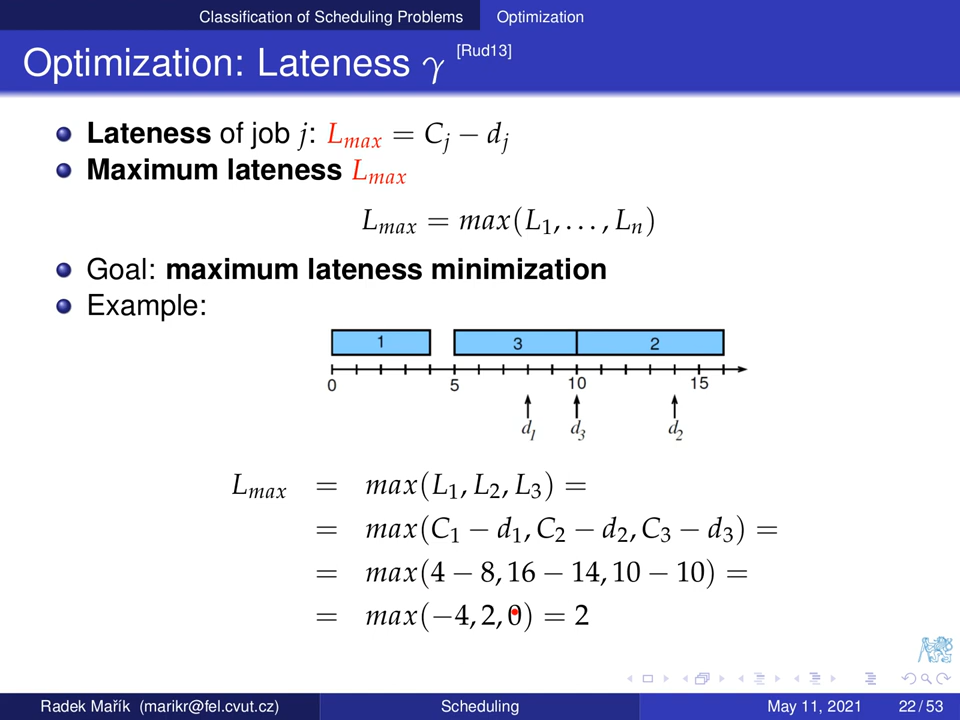 Classification of Scheduling Problems Optimization
Optimization: Lateness γ [Rud13]
Lateness of job j: Lmax = Cj − dj
Maximum lateness Lmax
Lmax = max(L1, . . . , Ln)
Goal: maximum lateness minimization
Example:
1 3 2
0 5 10 15
d1 d3 d2
Lmax = max(L1, L2, L3) =
= max(C1 − d1, C2 − d2, C3 − d3) =
= max(4 − 8, 16 − 14, 10 − 10) =
= max(−4, 2, 0) = 2
Radek Mařík (marikr@fel.cvut.cz) Scheduling May 11, 2021 22 / 53